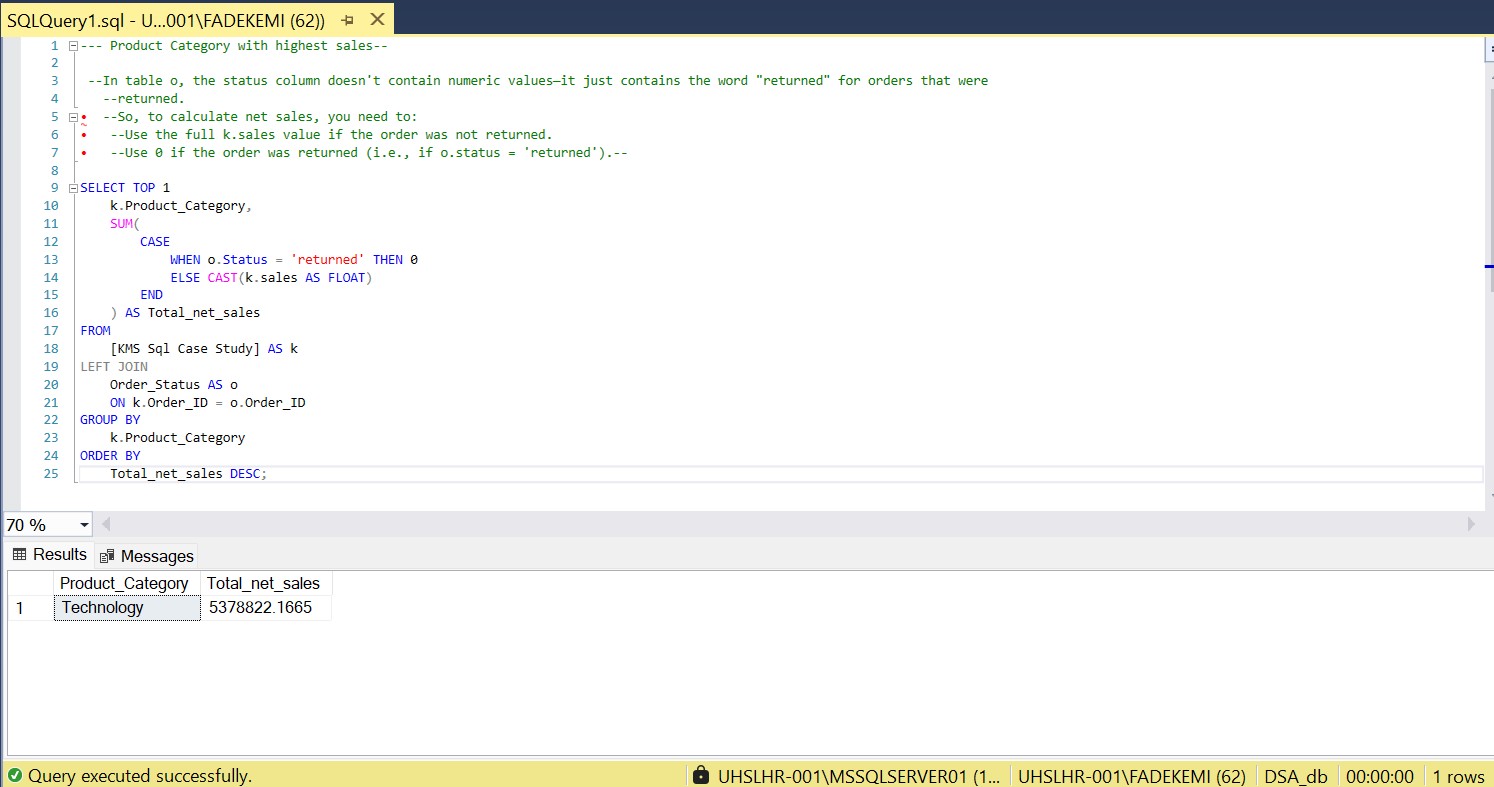 SQLQuery1.sql - U...001\FADEKEMI (62))
1 --- Product Category with highest sales--
2
3 --In table o, the status column doesn't contain numeric values—it just contains the word "returned" for orders that were
4 --returned.
5 • --So, to calculate net sales, you need to:
6 • --Use the full k.sales value if the order was not returned.
7 • --Use 0 if the order was returned (i.e., if o.status = 'returned').--
8
9 SELECT TOP 1
10 k.Product_Category,
11 SUM(
12 CASE
13 WHEN o.Status = 'returned' THEN 0
14 ELSE CAST(k.sales AS FLOAT)
15 END
16 ) AS Total_net_sales
17 FROM
18 [KMS Sql Case Study] AS k
19 LEFT JOIN
20 Order_Status AS o
21 ON k.Order_ID = o.Order_ID
22 GROUP BY
23 k.Product_Category
24 ORDER BY
25 Total_net_sales DESC;
70 %
Results Messages
Product_Category Total_net_sales
1 Technology 5378822.1665
Query executed successfully. UHSLHR-001\MSSQLSERVER01 (1... UHSLHR-001\FADEKEMI (62) DSA_db 00:00:00 1 rows